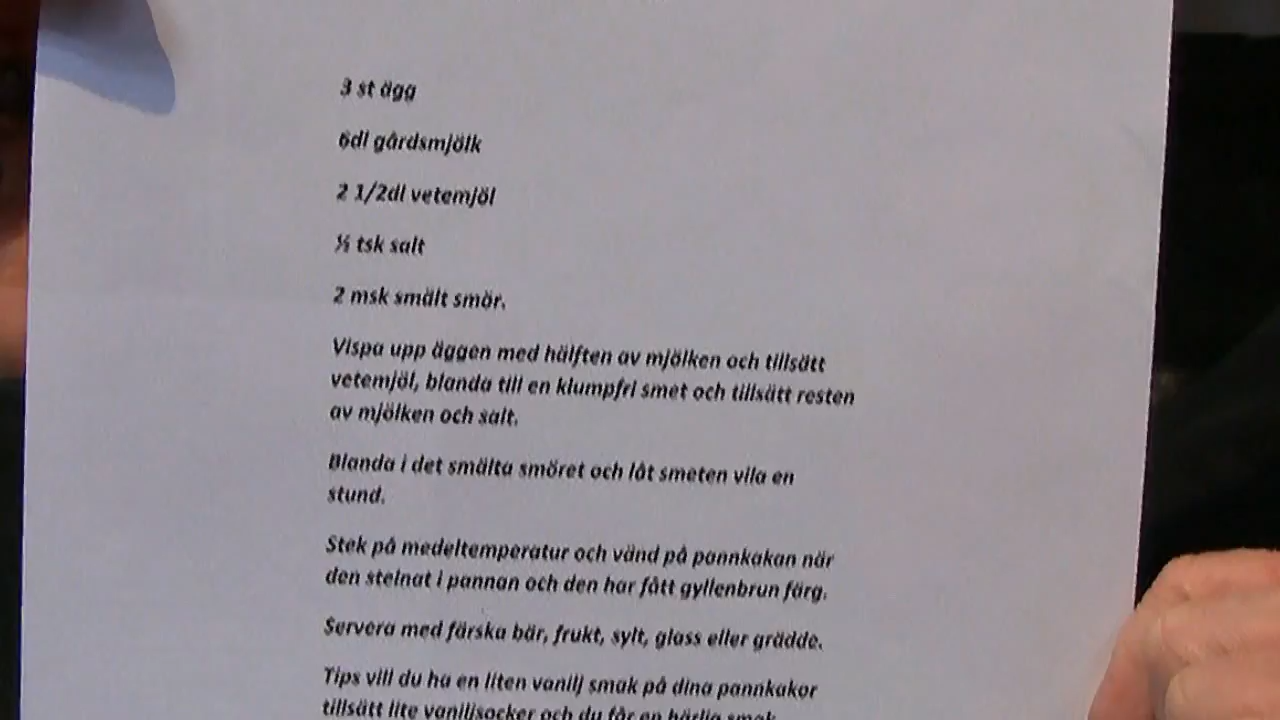 3 st ägg
6dl gårdsmjölk
2 1/2dl vetemjöl
½ tsk salt
2 msk smält smör.
Vispa upp äggen med hälften av mjölken och tillsätt
vetemjöl, blanda till en klumpfri smet och tillsätt resten
av mjölken och salt.
Blanda i det smälta smöret och låt smeten vila en
stund.
Stek på medeltemperatur och vänd på pannkakan när
den stelnat i pannan och den har fått gyllenbrun färg.
Servera med färska bär, frukt, sylt, glass eller grädde.
Tips vill du ha en liten vanilj smak på dina pannkakor
tillsätt lite vaniljsocker och du får en härlig smak